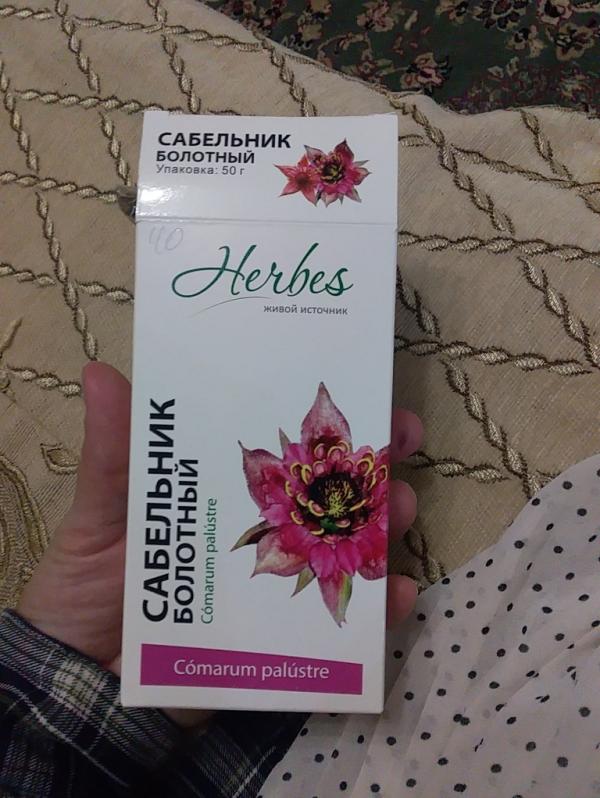 САБЕЛЬНИК
БОЛОТНЫЙ
Упаковка: 50 г
40
Herbes
живой источник
САБЕЛЬНИК
БОЛОТНЫЙ
Cómarum palústre
Cómarum palústre